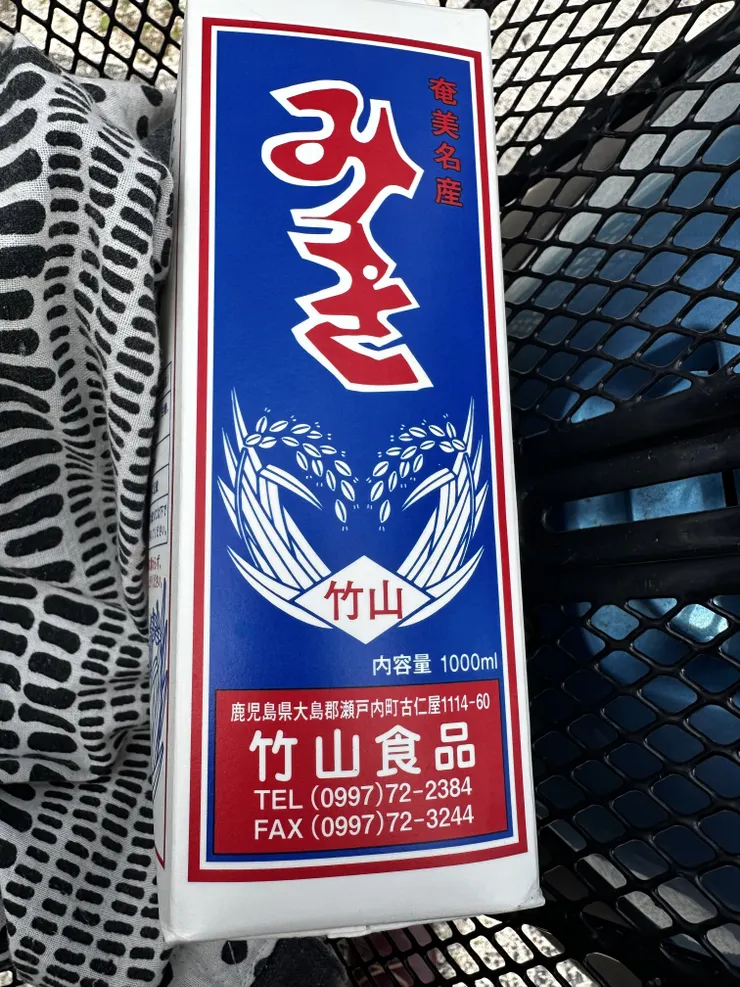 奄美名産
みき
竹山
内容量 1000ml
鹿児島県大島郡瀬戸内町古仁屋1114-60
竹山食品
TEL (0997)72-2384
FAX (0997)72-3244